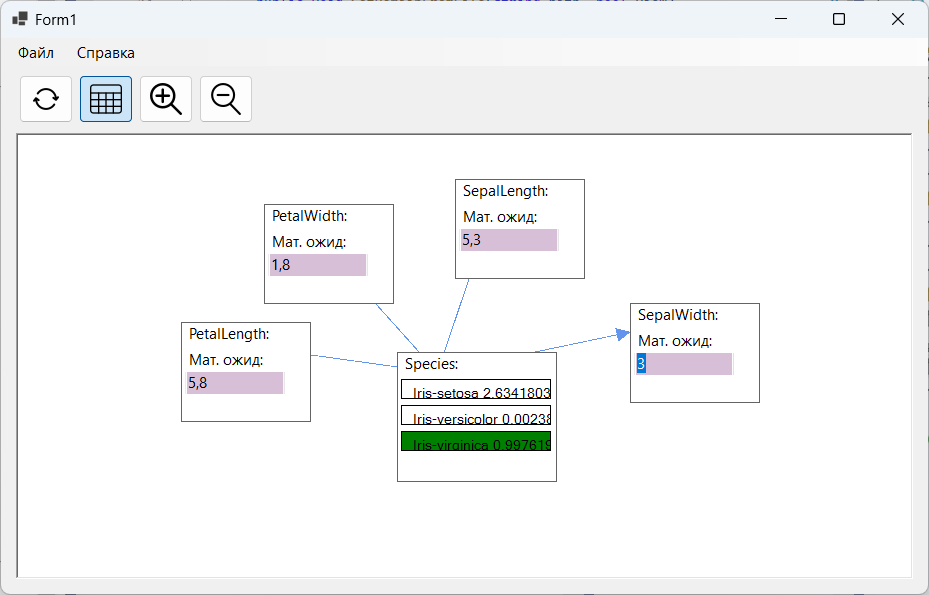 Form1
Файл Справка
SepalLength:
Мат. ожид:
5,3
PetalWidth:
Мат. ожид:
1,8
SepalWidth:
Мат. ожид:
3
PetalLength:
Мат. ожид:
5,8
Species:
Iris-setosa 2.6341803
Iris-versicolor 0.00238
Iris-virginica 0.997619